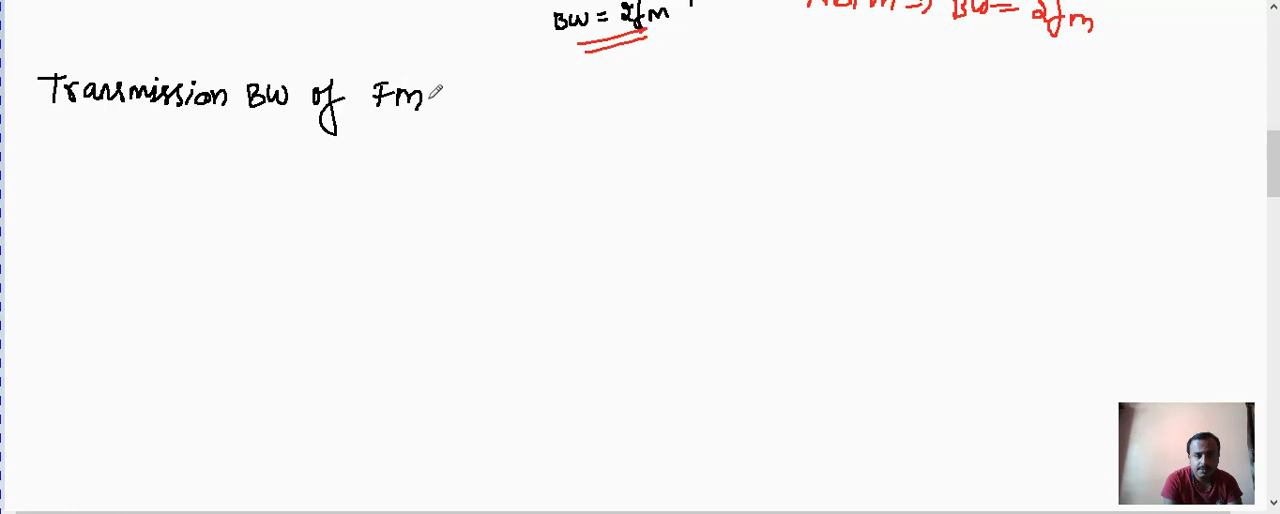 BW = 2fm
BW = 2fm
Transmission BW of Fm